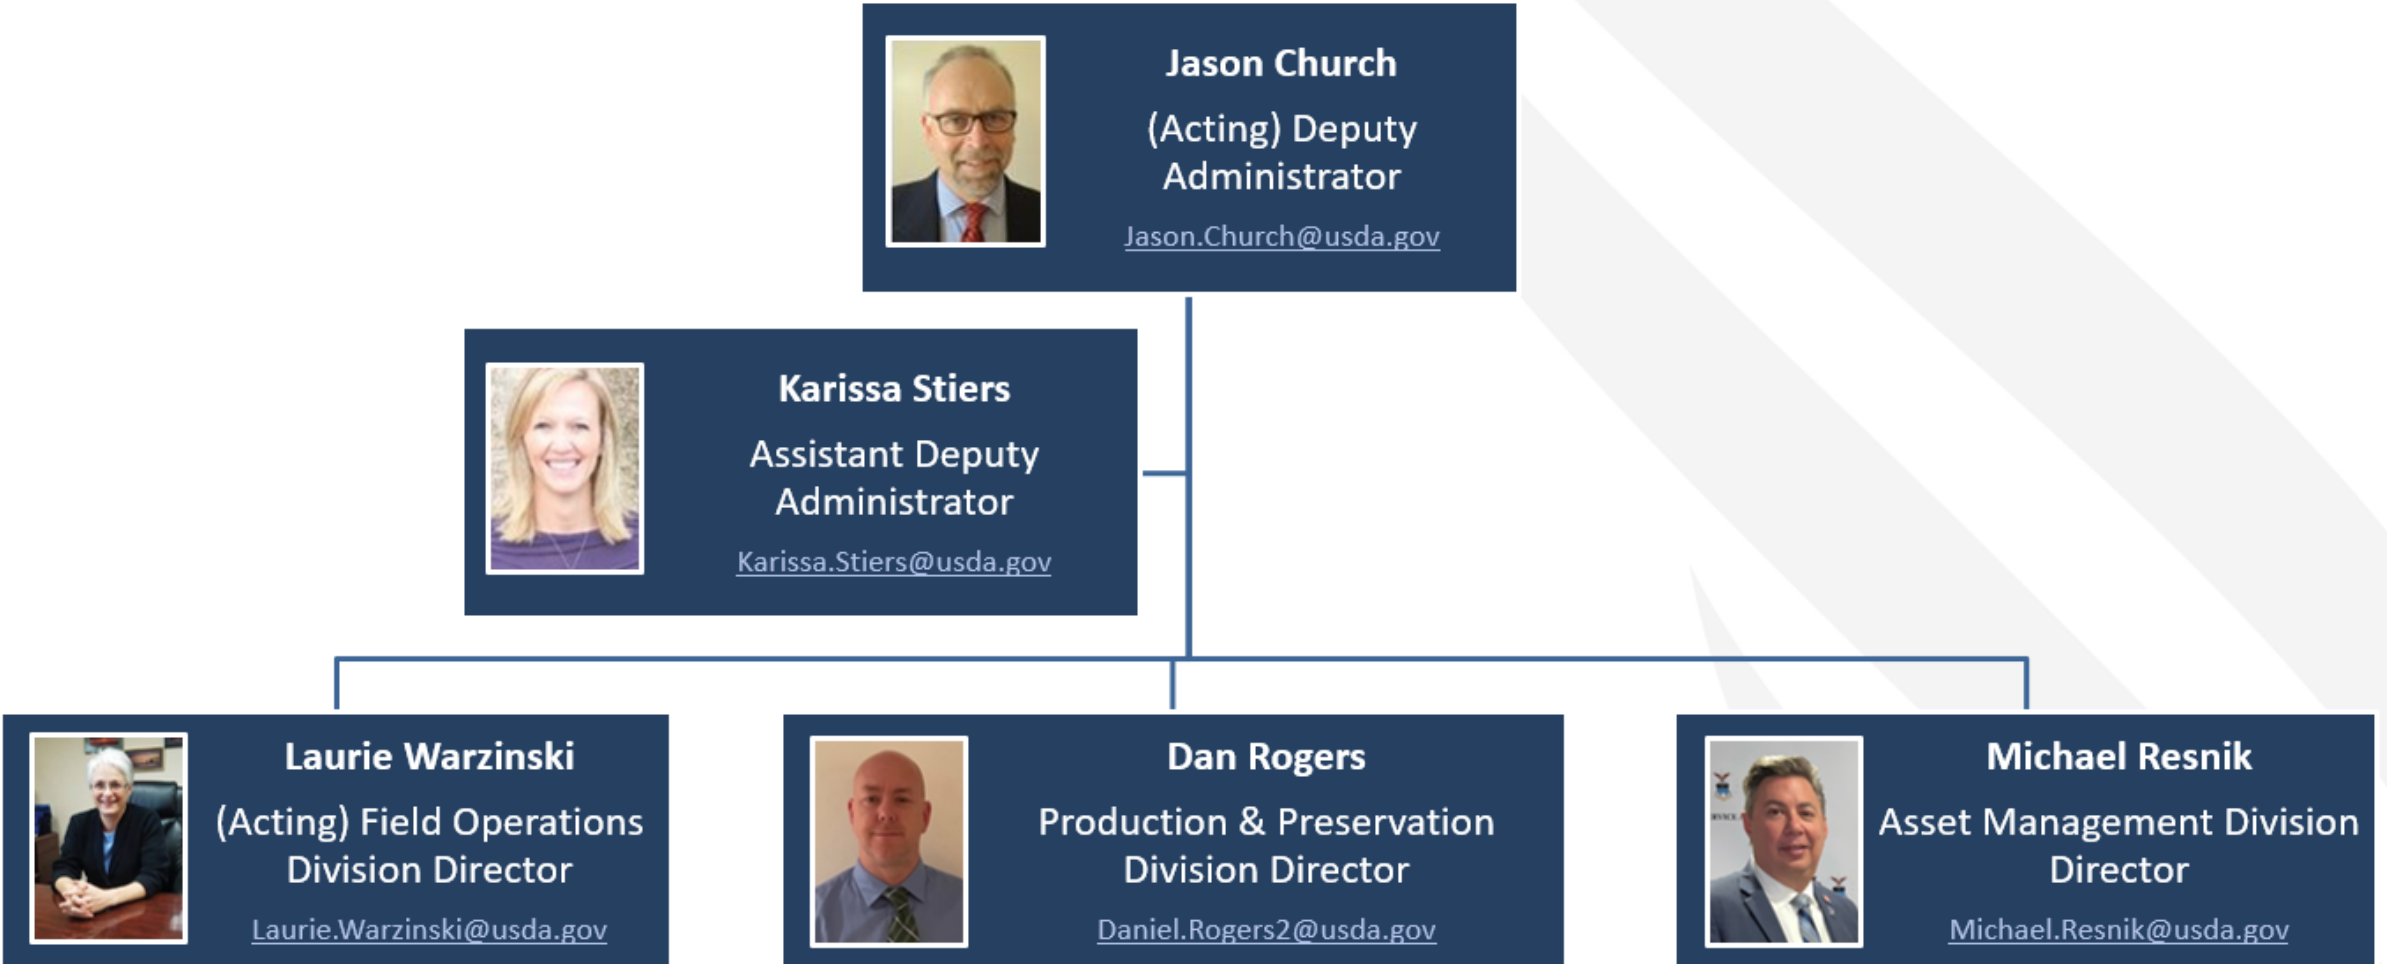 Jason Church
(Acting) Deputy
Administrator
Jason.Church@usda.gov
Karissa Stiers
Assistant Deputy
Administrator
Karissa.Stiers@usda.gov
Laurie Warzinski
(Acting) Field Operations
Division Director
Laurie.Warzinski@usda.gov
Dan Rogers
Production & Preservation
Division Director
Daniel.Rogers2@usda.gov
Michael Resnik
Asset Management Division
Director
Michael.Resnik@usda.gov